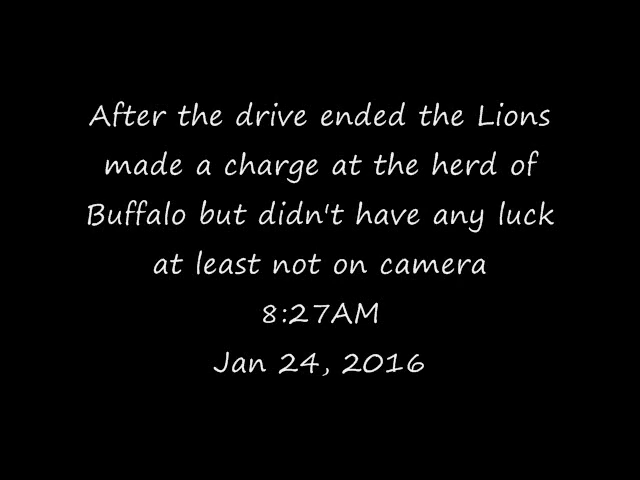 After the drive ended the Lions
made a charge at the herd of
Buffalo but didn't have any luck
at least not on camera
8:27AM
Jan 24, 2016